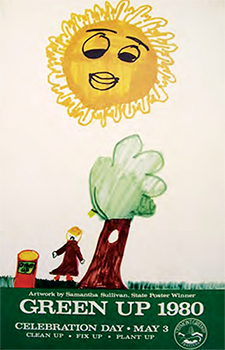 Artwork by Samantha Sullivan, State Poster Winner
GREEN UP 1980
CELEBRATION DAY • MAY 3
CLEAN UP • FIX UP • PLANT UP